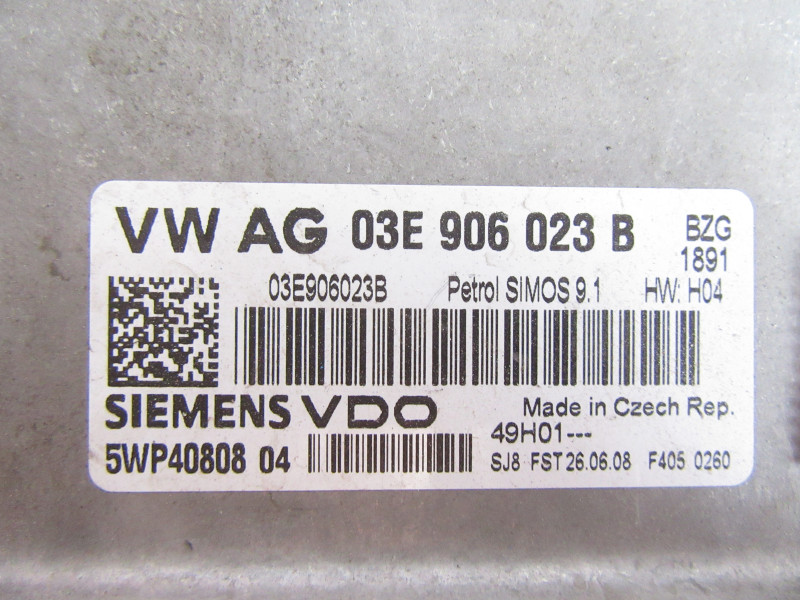 VW AG 03E 906 023 B BZG
1891
03E906023B Petrol SIMOS 9.1 HW: H04
SIEMENS VDO Made in Czech Rep.
49H01---
5WP40808 04 SJ8 FST 26.06.08 F405 0260